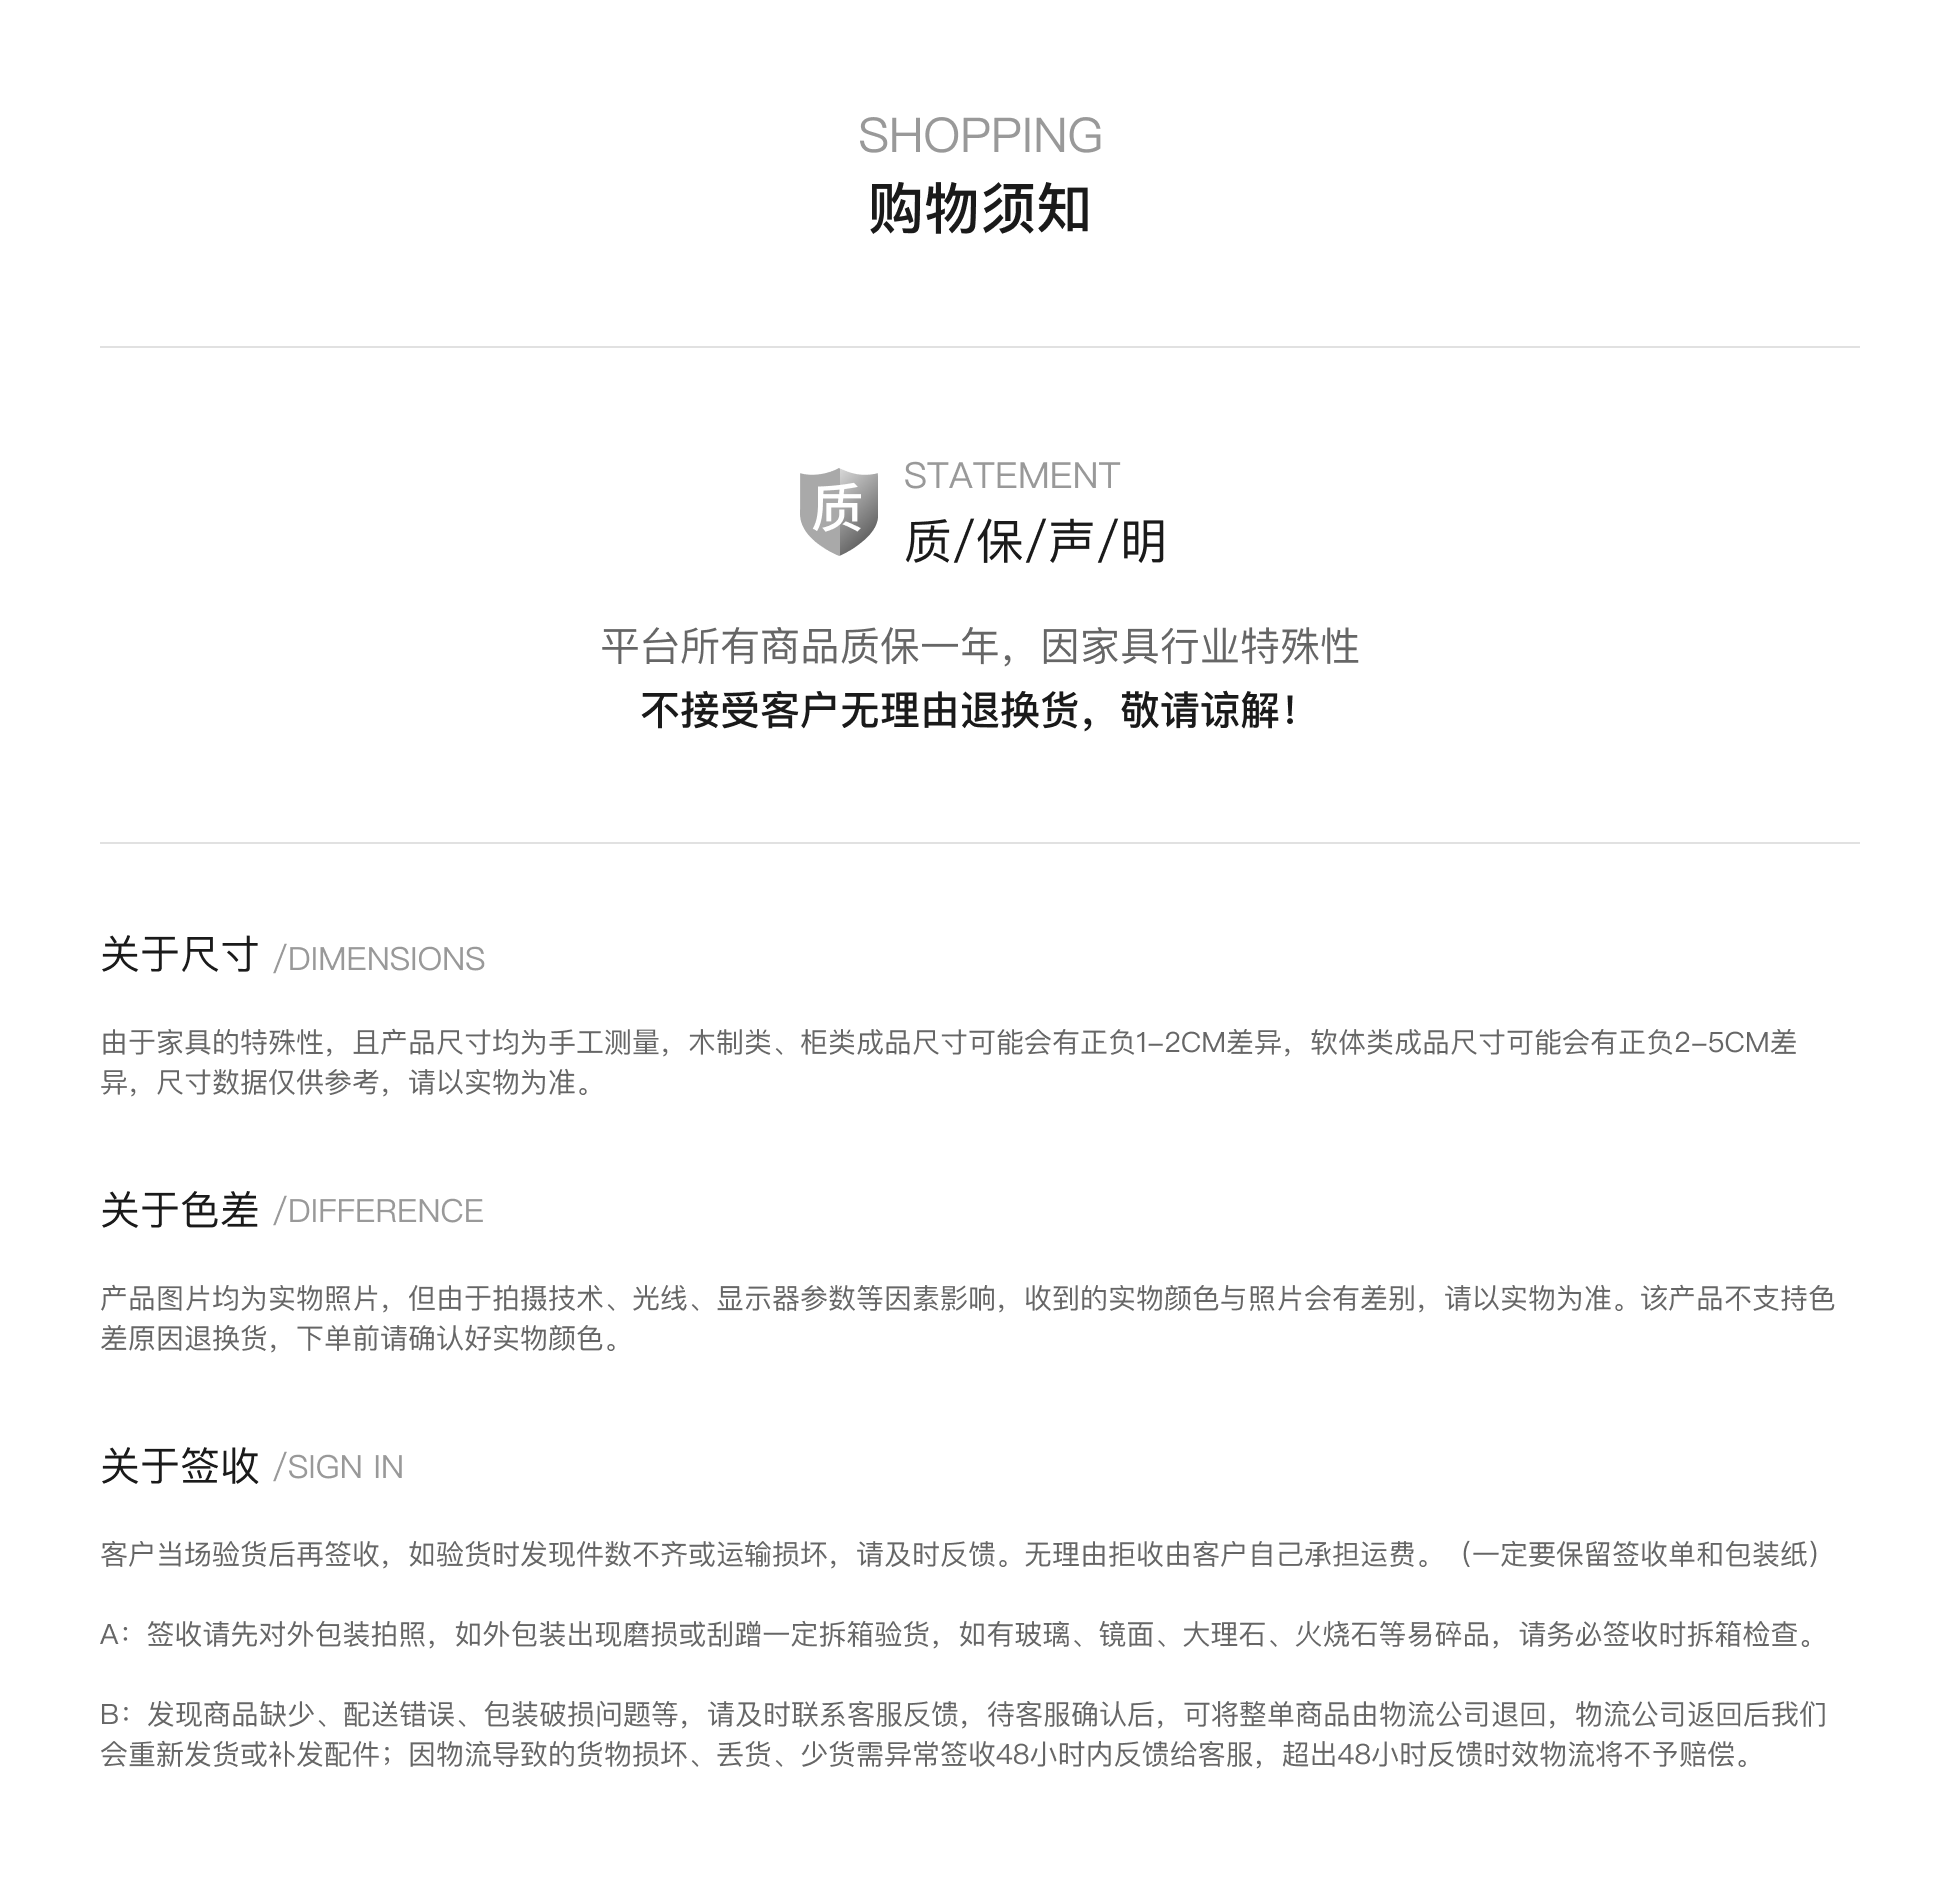 SHOPPING
购物须知
质
STATEMENT
质/保/声/明
平台所有商品质保一年，因家具行业特殊性
不接受客户无理由退换货，敬请谅解！
关于尺寸 /DIMENSIONS
由于家具的特殊性，且产品尺寸均为手工测量，木制类、柜类成品尺寸可能会有正负1-2CM差异，软体类成品尺寸可能会有正负2-5CM差
异，尺寸数据仅供参考，请以实物为准。
关于色差 /DIFFERENCE
产品图片均为实物照片，但由于拍摄技术、光线、显示器参数等因素影响，收到的实物颜色与照片会有差别，请以实物为准。该产品不支持色
差原因退换货，下单前请确认好实物颜色。
关于签收 /SIGN IN
客户当场验货后再签收，如验货时发现件数不齐或运输损坏，请及时反馈。无理由拒收由客户自己承担运费。（一定要保留签收单和包装纸）
A：签收请先对外包装拍照，如外包装出现磨损或刮蹭一定拆箱验货，如有玻璃、镜面、大理石、火烧石等易碎品，请务必签收时拆箱检查。
B：发现商品缺少、配送错误、包装破损问题等，请及时联系客服反馈，待客服确认后，可将整单商品由物流公司退回，物流公司返回后我们
会重新发货或补发配件；因物流导致的货物损坏、丢货、少货需异常签收48小时内反馈给客服，超出48小时反馈时效物流将不予赔偿。